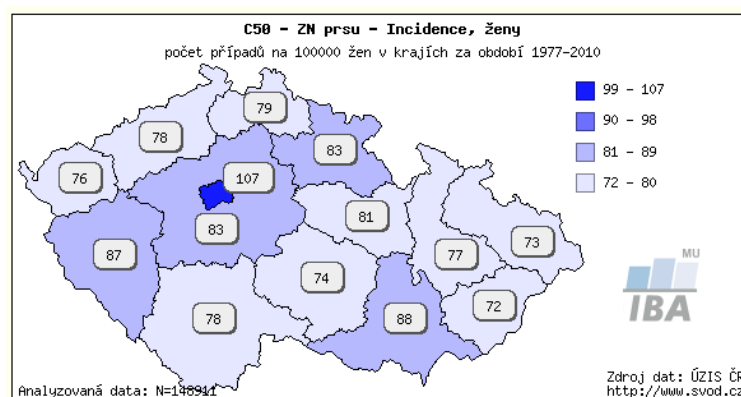 C50 - ZN prsu - Incidence, ženy
počet případů na 100000 žen v krajích za období 1977-2010
99 - 107
90 - 98
81 - 89
72 - 80
79
78
83
76
107
81
83
87
77
73
74
72
78
88
MU
IBA
Analyzovaná data: N=148911
Zdroj dat: ÚZIS ČR
http://www.svod.cz